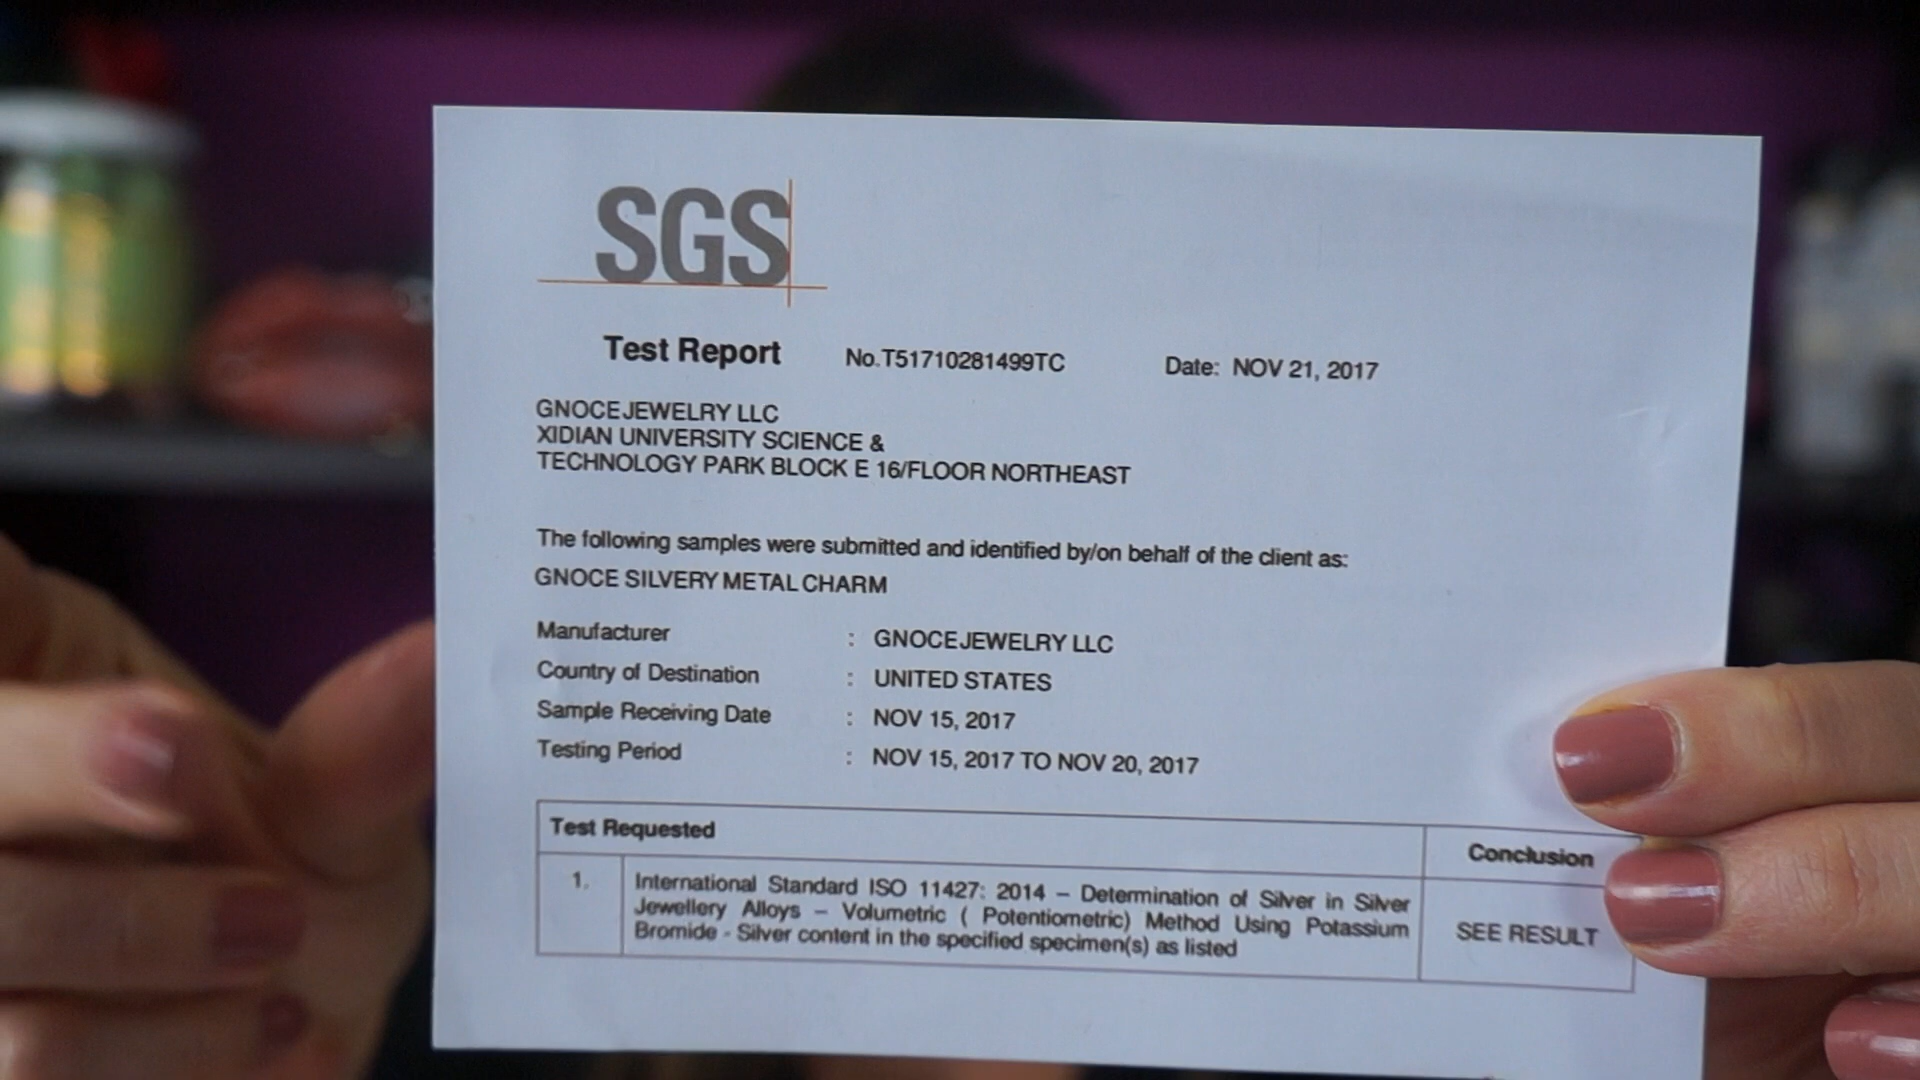 SGS
Test Report No.T51710281499TC Date: NOV 21, 2017
GNOCEJEWELRY LLC
XIDIAN UNIVERSITY SCIENCE &
TECHNOLOGY PARK BLOCK E 16/FLOOR NORTHEAST
The following samples were submitted and identified by/on behalf of the client as:
GNOCE SILVERY METAL CHARM
Manufacturer : GNOCEJEWELRY LLC
Country of Destination : UNITED STATES
Sample Receiving Date : NOV 15, 2017
Testing Period : NOV 15, 2017 TO NOV 20, 2017
Test Requested Conclusion
1. International Standard ISO 11427: 2014 – Determination of Silver in Silver
Jewellery Alloys – Volumetric ( Potentiometric) Method Using Potassium
Bromide - Silver content in the specified specimen(s) as listed
SEE RESULT